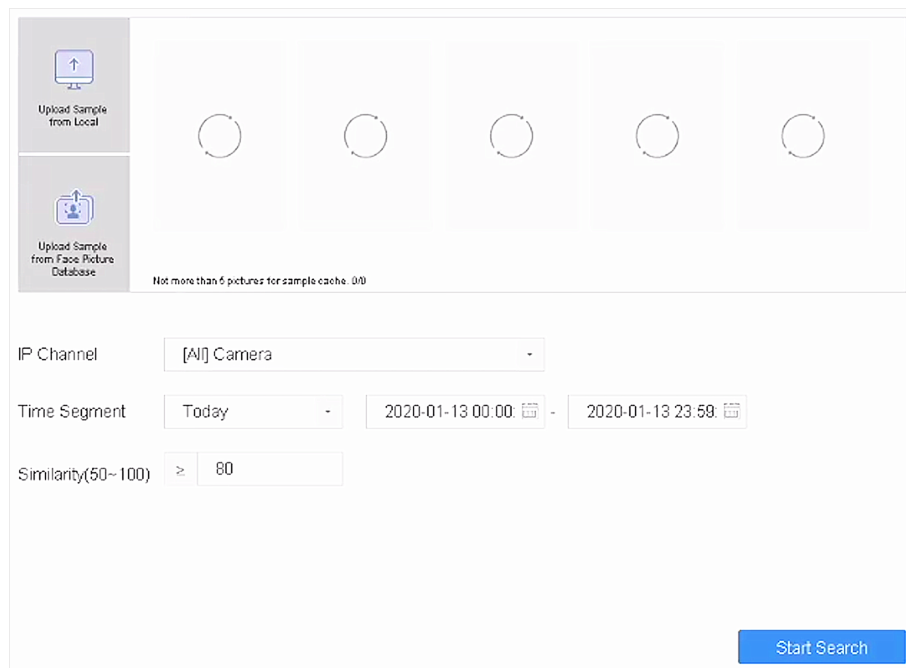 Upload Sample
from Local
Upload Sample
from Face Picture
Database
Not more than 6 pictures for sample cache. 0/0
IP Channel [All] Camera
Time Segment Today 2020-01-13 00:00: - 2020-01-13 23:59:
Similarity(50~100) ≥ 80
Start Search